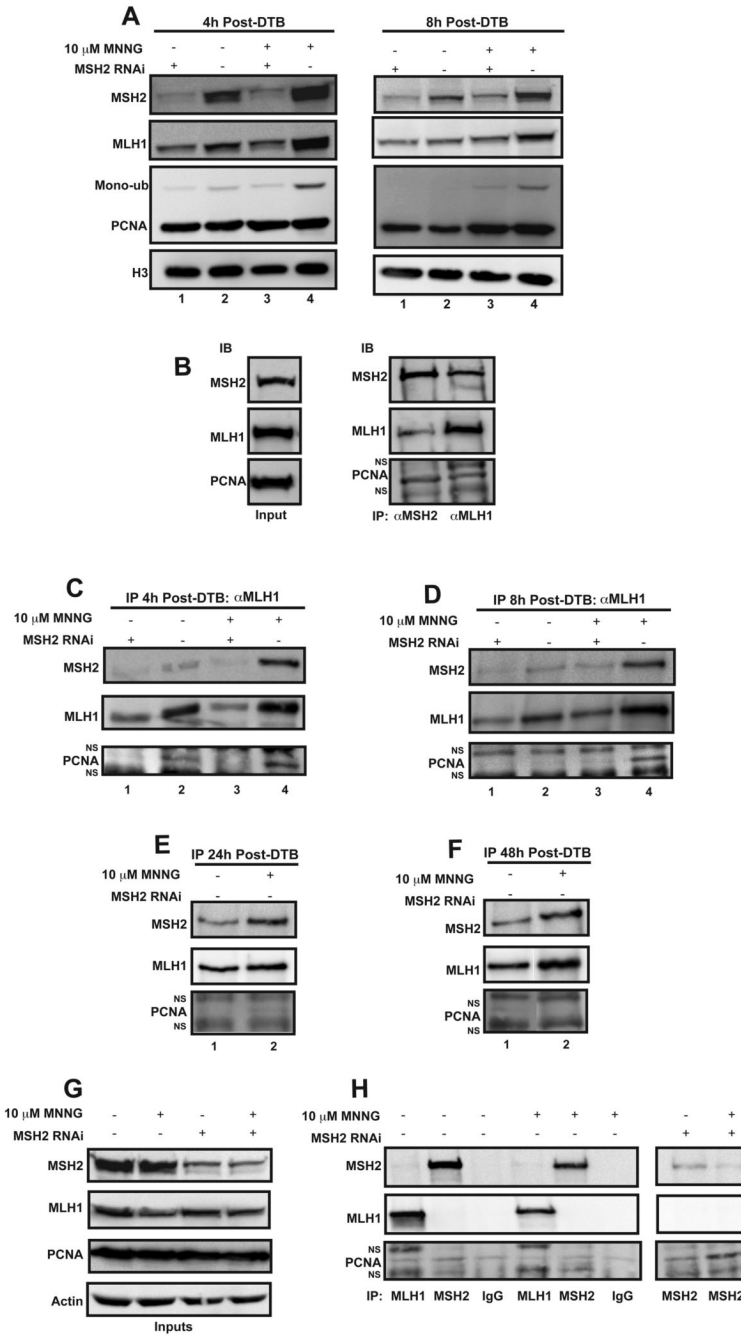 A
4h Post-DTB 8h Post-DTB
10 μM MNNG - - + + - - + +
MSH2 RNAi + - + - + - + -
MSH2 MSH2
MLH1 MLH1
Mono-ub Mono-ub
PCNA PCNA
H3 H3
1 2 3 4 1 2 3 4
B
IB IB
MSH2 MSH2
MLH1 MLH1
NS
PCNA PCNA
NS
Input IP: αMSH2 αMLH1
C D
IP 4h Post-DTB: αMLH1 IP 8h Post-DTB: αMLH1
10 μM MNNG - - + + 10 μM MNNG - - + +
MSH2 RNAi + - + - MSH2 RNAi + - + -
MSH2 MSH2
MLH1 MLH1
NS NS
PCNA PCNA
NS NS
1 2 3 4 1 2 3 4
E F
IP 24h Post-DTB IP 48h Post-DTB
10 μM MNNG - + 10 μM MNNG - +
MSH2 RNAi - - MSH2 RNAi - -
MSH2 MSH2
MLH1 MLH1
NS NS
PCNA PCNA
NS NS
1 2 1 2
G H
10 μM MNNG - + - + 10 μM MNNG - - - + + + - +
MSH2 RNAi - - + + MSH2 RNAi - - - - - - + +
MSH2 MSH2
MLH1 MLH1
NS
PCNA PCNA
NS
Actin
Inputs IP: MLH1 MSH2 IgG MLH1 MSH2 IgG MSH2 MSH2